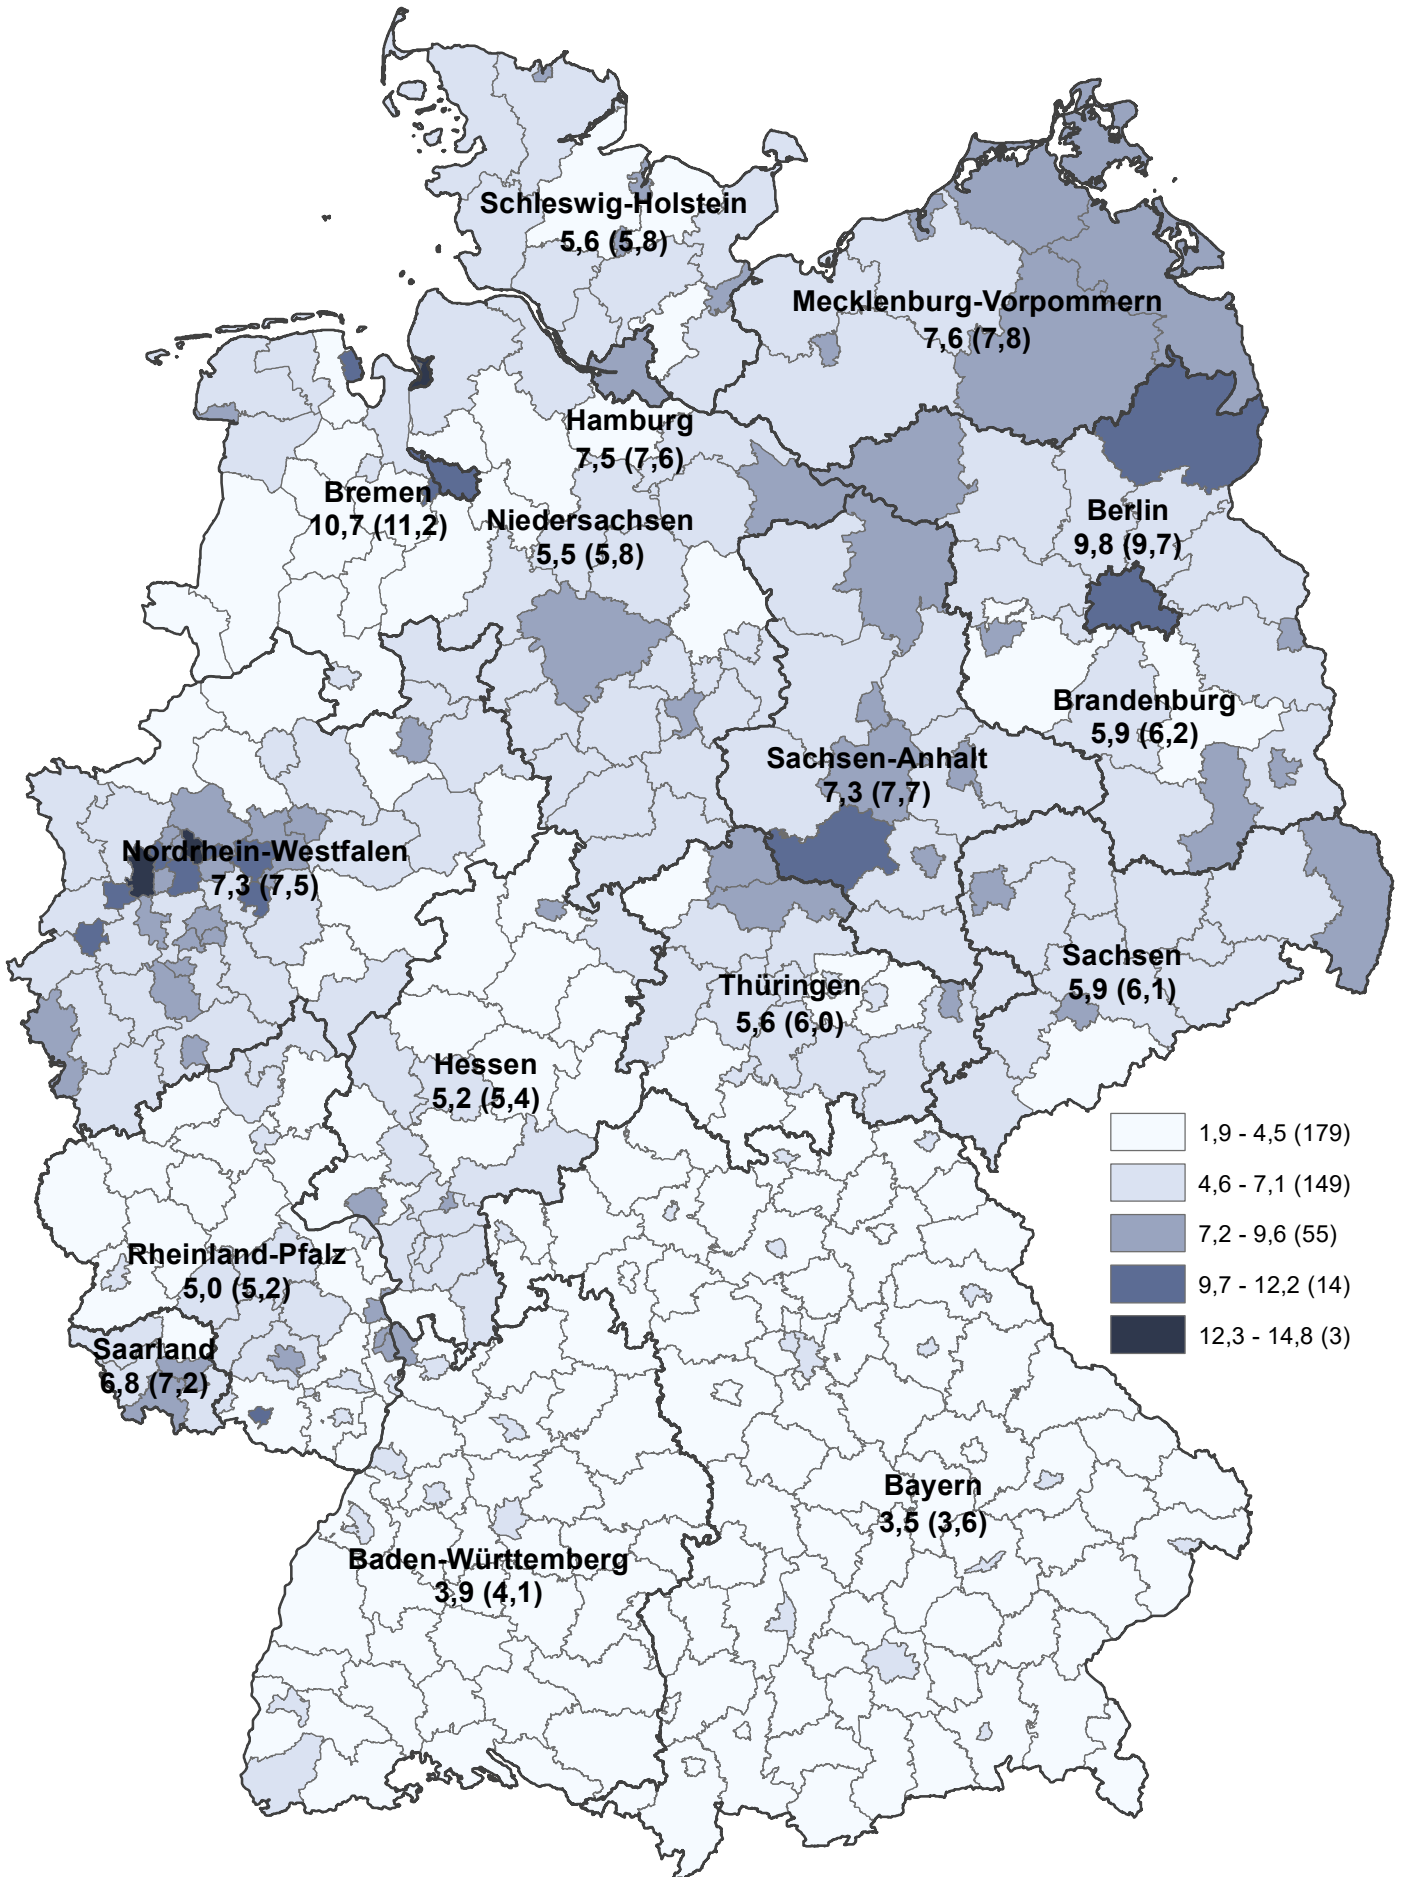 Schleswig-Holstein
5,6 (5,8)
Mecklenburg-Vorpommern
7,6 (7,8)
Hamburg
7,5 (7,6)
Bremen
10,7 (11,2)
Niedersachsen
5,5 (5,8)
Berlin
9,8 (9,7)
Brandenburg
5,9 (6,2)
Sachsen-Anhalt
7,3 (7,7)
Nordrhein-Westfalen
7,3 (7,5)
Sachsen
5,9 (6,1)
Thüringen
5,6 (6,0)
Hessen
5,2 (5,4)
1,9 - 4,5 (179)
4,6 - 7,1 (149)
7,2 - 9,6 (55)
9,7 - 12,2 (14)
12,3 - 14,8 (3)
Rheinland-Pfalz
5,0 (5,2)
Saarland
6,8 (7,2)
Bayern
3,5 (3,6)
Baden-Württemberg
3,9 (4,1)